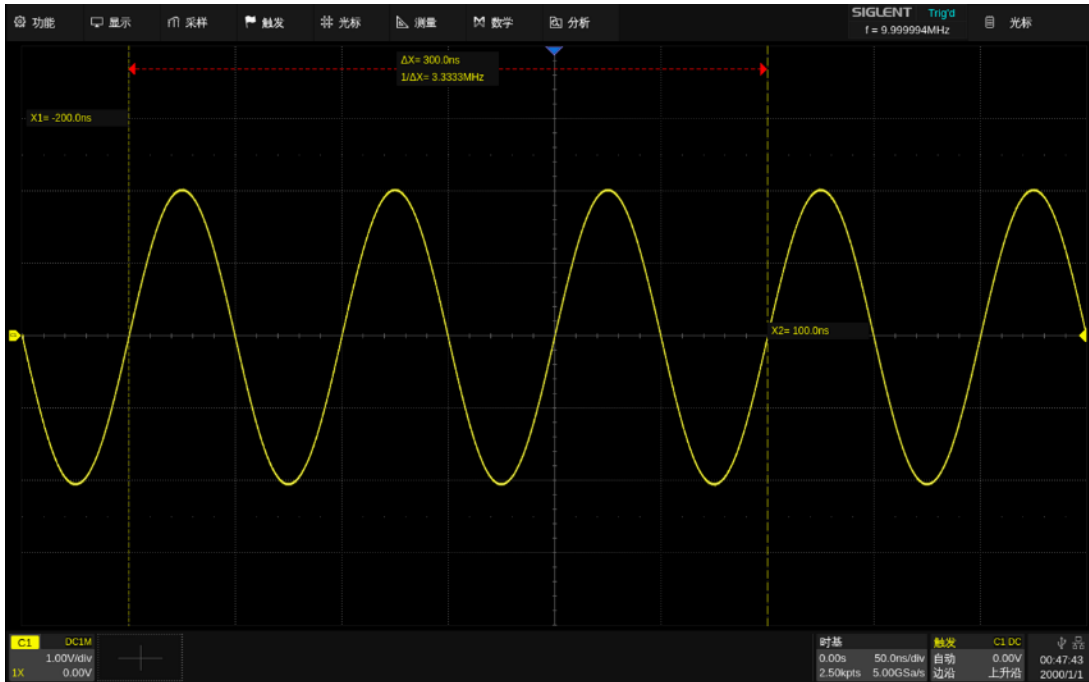 功能 显示 采样 触发 光标 测量 数学 分析
SIGLENT Trig'd
f = 9.999994MHz
光标
ΔX= 300.0ns
1/ΔX= 3.3333MHz
X1= -200.0ns
X2= 100.0ns
C1 DC1M
1.00V/div
1X 0.00V
时基
0.00s 50.0ns/div
2.50kpts 5.00GSa/s
触发 C1 DC
自动 0.00V
边沿 上升沿
00:47:43
2000/1/1